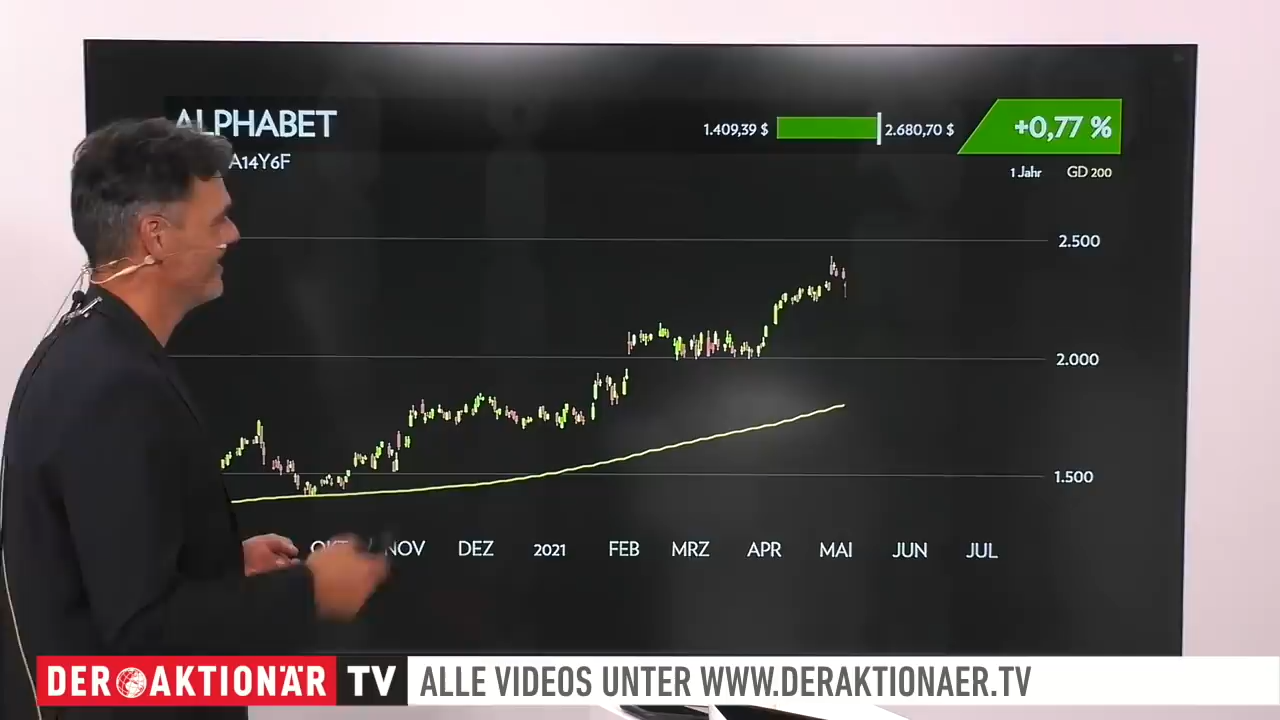 ALPHABET
A14Y6F
1.409,39 $
2.680,70 $
+0,77 %
1 Jahr
GD 200
2.500
2.000
1.500
NOV
DEZ
2021
FEB
MRZ
APR
MAI
JUN
JUL
DER AKTIONÄR TV
ALLE VIDEOS UNTER WWW.DERAKTIONAER.TV